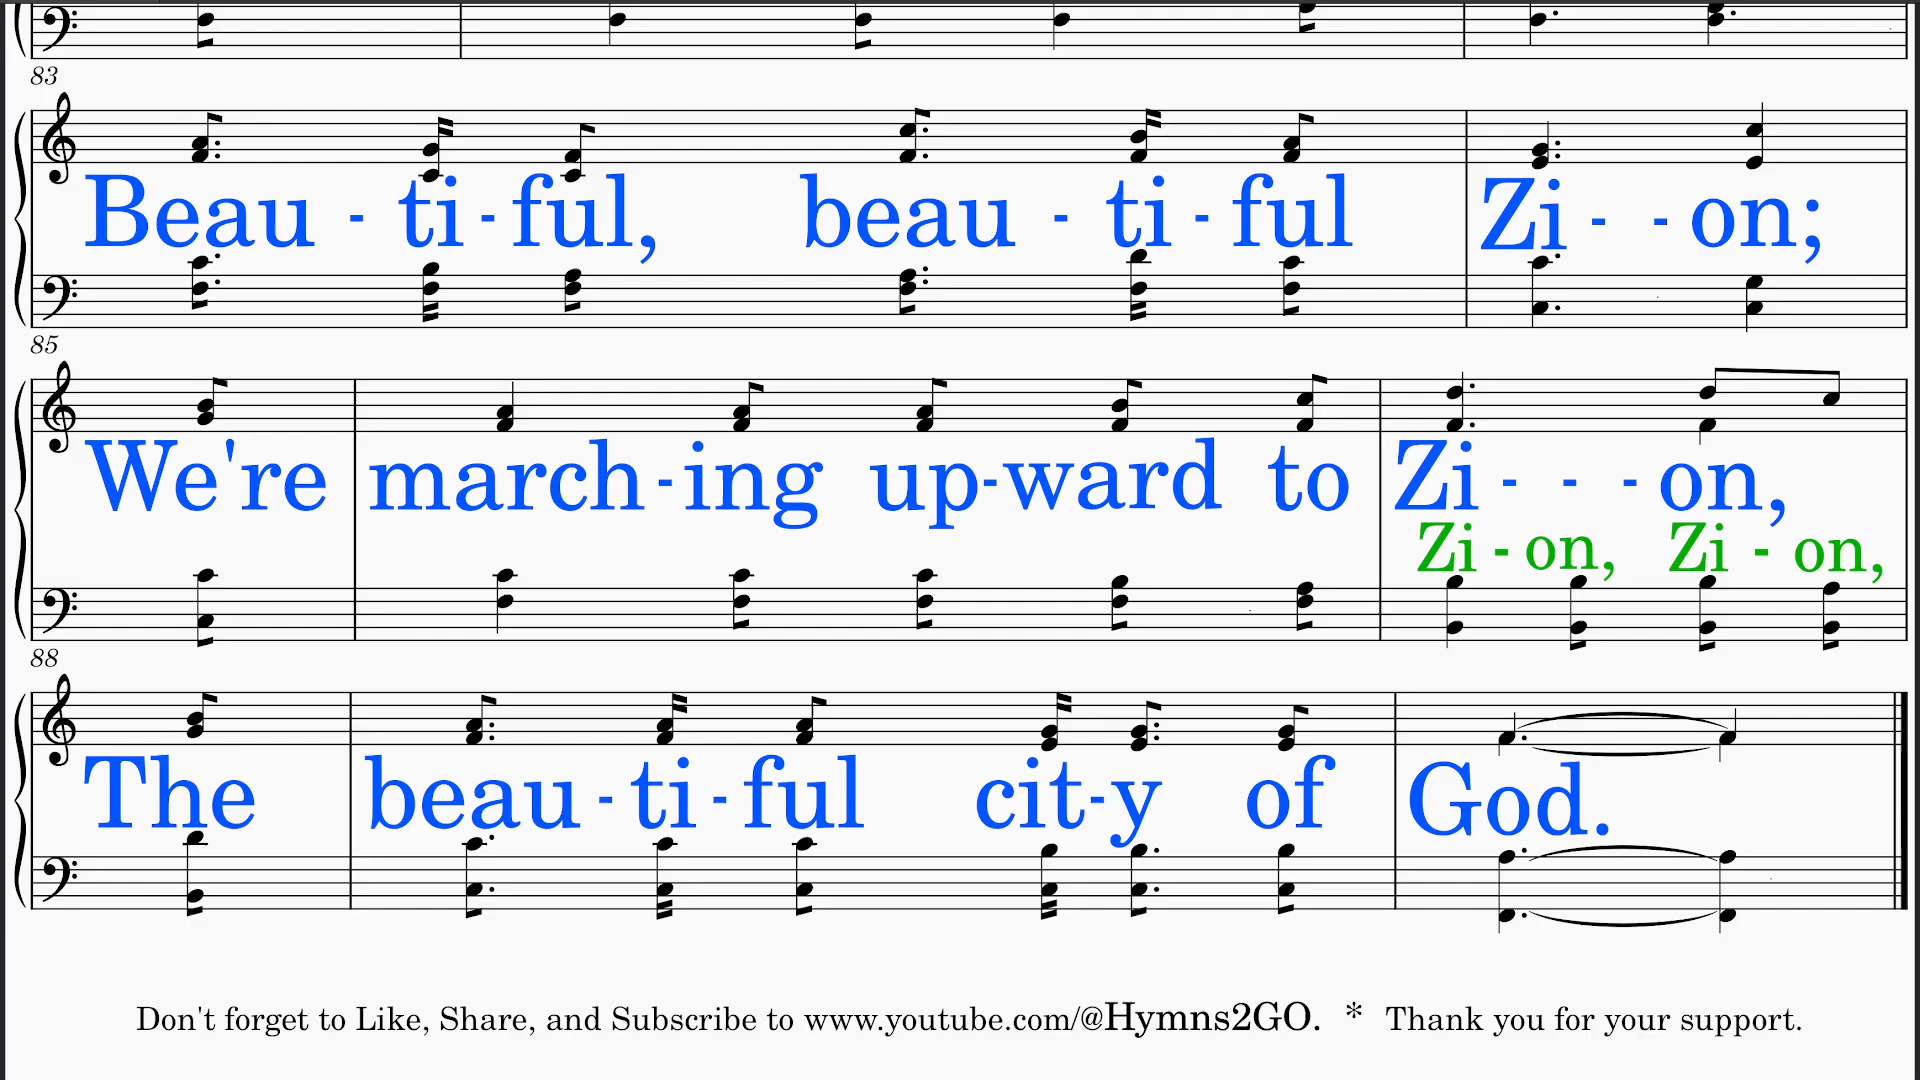 83
Beau - ti - ful, beau - ti - ful Zi - - on;
85
We're march - ing up - ward to Zi - - - on,
Zi - on, Zi - on,
88
The beau - ti - ful cit - y of God.
Don't forget to Like, Share, and Subscribe to www.youtube.com/@Hymns2GO. * Thank you for your support.